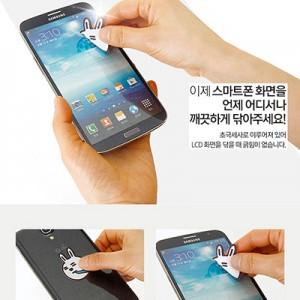 SAMSUNG
이제 스마트폰 화면을
언제 어디서나
깨끗하게 닦아주세요!
초극세사로 이루어져 있어
LCD 화면을 닦을 때 긁힘이 없습니다.
SAMSUNG